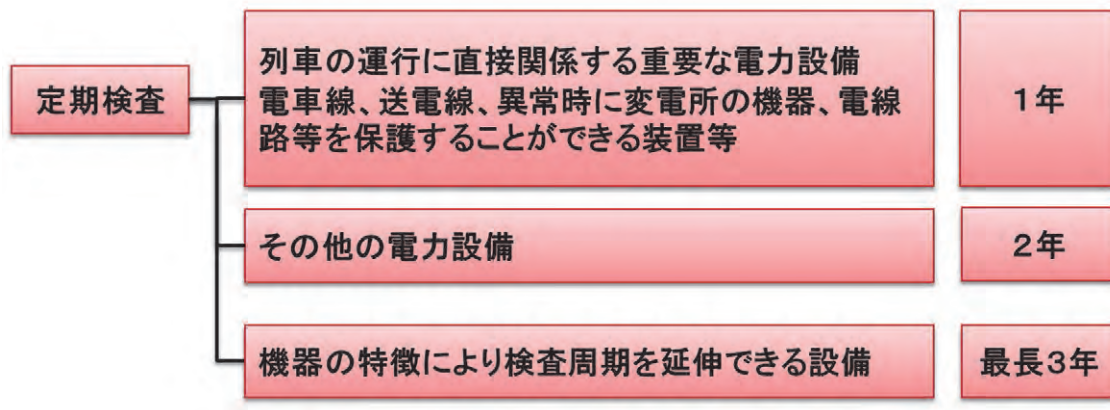 定期検査
列車の運行に直接関係する重要な電力設備
電車線、送電線、異常時に変電所の機器、電線
路等を保護することができる装置等
１年
その他の電力設備
２年
機器の特徴により検査周期を延伸できる設備
最長３年